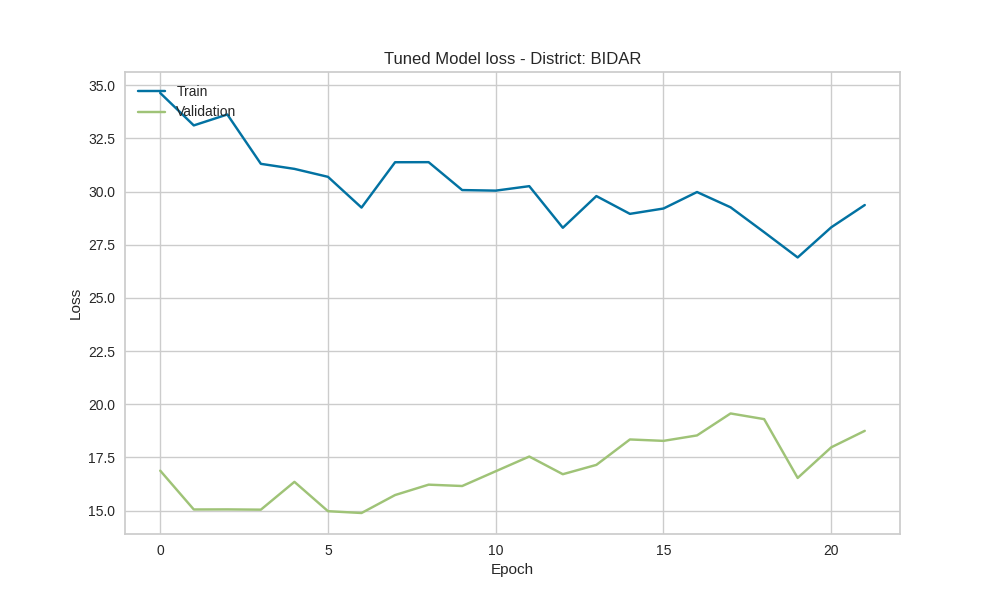 Tuned Model loss - District: BIDAR
Train
Validation
35.0
32.5
30.0
27.5
25.0
22.5
20.0
17.5
15.0
Loss
0 5 10 15 20
Epoch